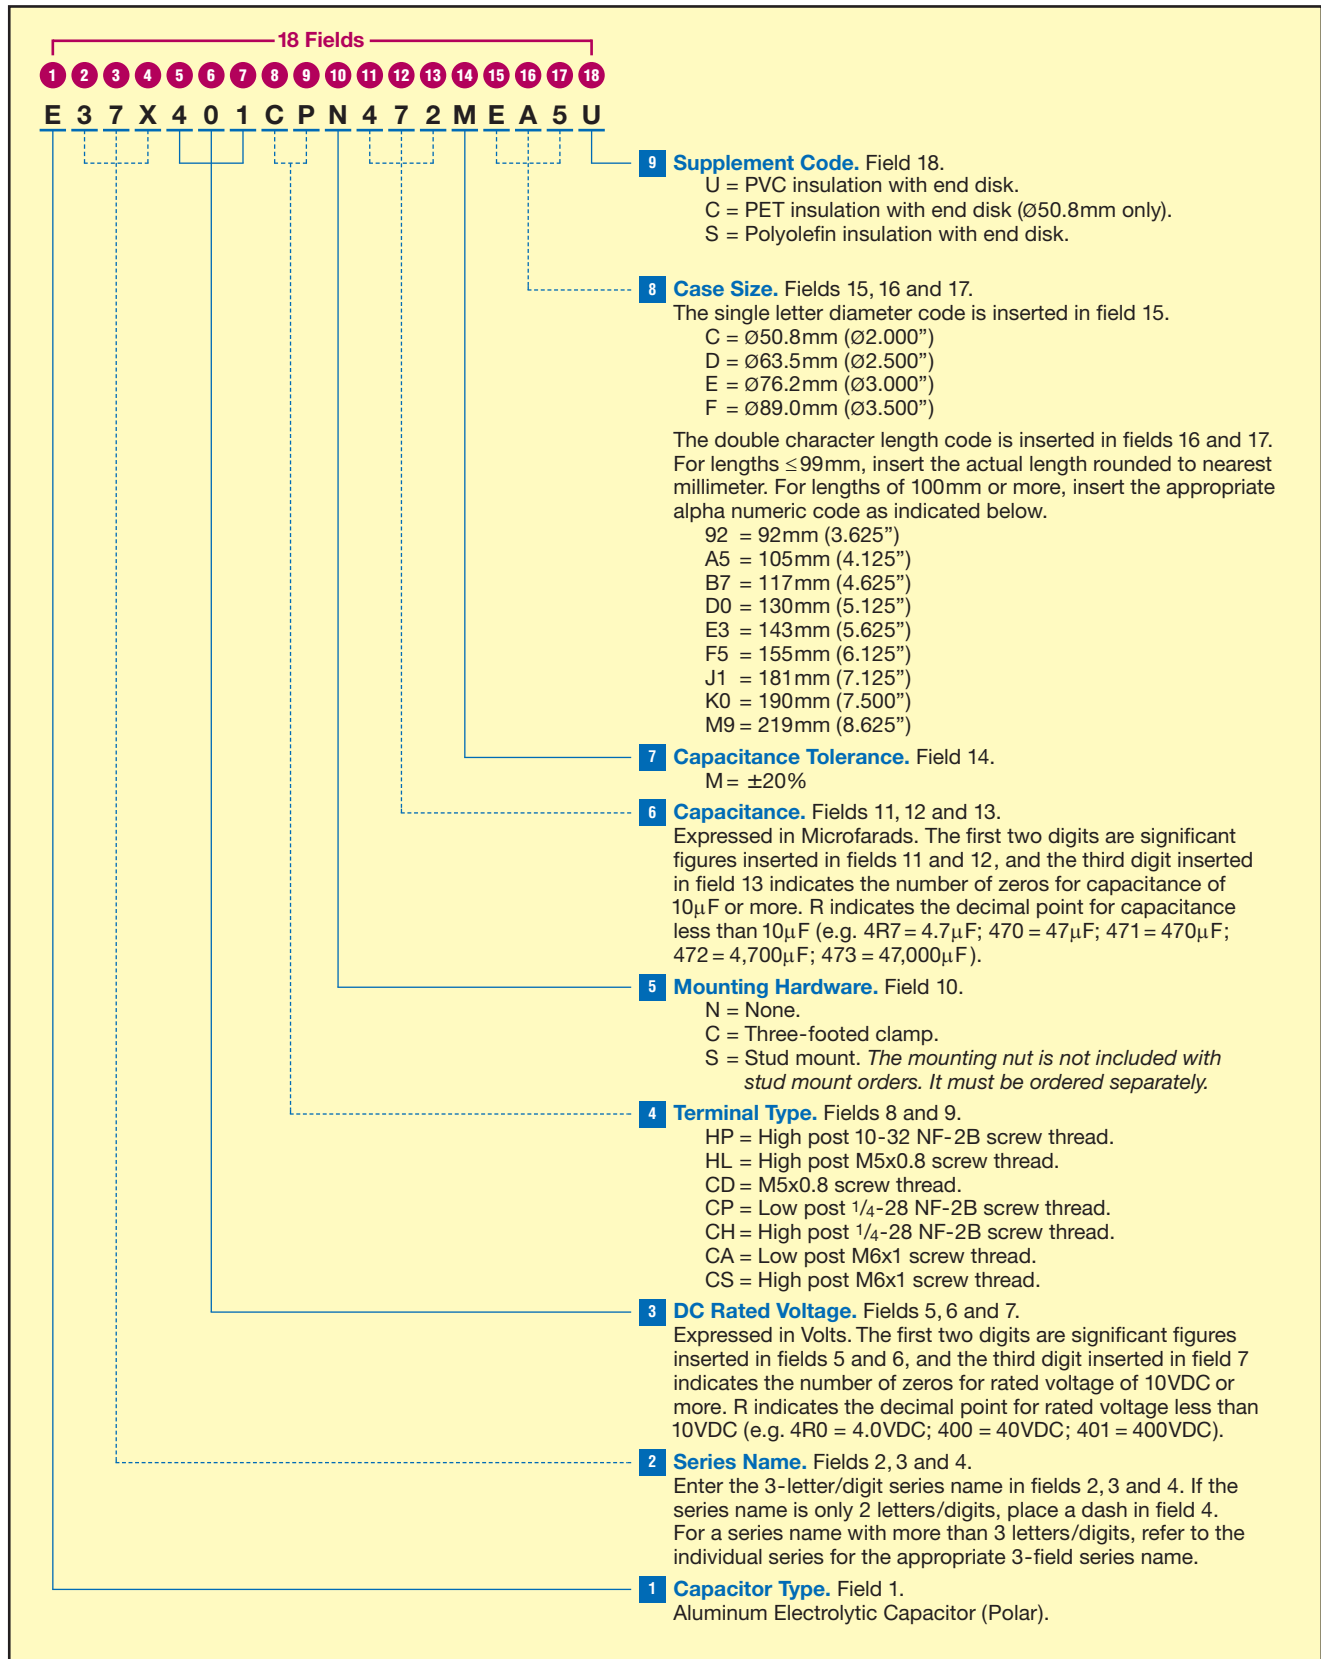 18 Fields
1 2 3 4 5 6 7 8 9 10 11 12 13 14 15 16 17 18
E 3 7 X 4 0 1 C P N 4 7 2 M E A 5 U
9 Supplement Code. Field 18.
U = PVC insulation with end disk.
C = PET insulation with end disk (Ø50.8mm only).
S = Polyolefin insulation with end disk.
8 Case Size. Fields 15, 16 and 17.
The single letter diameter code is inserted in field 15.
C = Ø50.8mm (Ø2.000”)
D = Ø63.5mm (Ø2.500”)
E = Ø76.2mm (Ø3.000”)
F = Ø89.0mm (Ø3.500”)
The double character length code is inserted in fields 16 and 17.
For lengths ≤99mm, insert the actual length rounded to nearest
millimeter. For lengths of 100mm or more, insert the appropriate
alpha numeric code as indicated below.
92 = 92mm (3.625”)
A5 = 105mm (4.125”)
B7 = 117mm (4.625”)
D0 = 130mm (5.125”)
E3 = 143mm (5.625”)
F5 = 155mm (6.125”)
J1 = 181mm (7.125”)
K0 = 190mm (7.500”)
M9 = 219mm (8.625”)
7 Capacitance Tolerance. Field 14.
M = ±20%
6 Capacitance. Fields 11, 12 and 13.
Expressed in Microfarads. The first two digits are significant
figures inserted in fields 11 and 12, and the third digit inserted
in field 13 indicates the number of zeros for capacitance of
10µF or more. R indicates the decimal point for capacitance
less than 10µF (e.g. 4R7 = 4.7µF; 470 = 47µF; 471 = 470µF;
472 = 4,700µF; 473 = 47,000µF).
5 Mounting Hardware. Field 10.
N = None.
C = Three-footed clamp.
S = Stud mount. The mounting nut is not included with
stud mount orders. It must be ordered separately.
4 Terminal Type. Fields 8 and 9.
HP = High post 10-32 NF-2B screw thread.
HL = High post M5x0.8 screw thread.
CD = M5x0.8 screw thread.
CP = Low post 1/4-28 NF-2B screw thread.
CH = High post 1/4-28 NF-2B screw thread.
CA = Low post M6x1 screw thread.
CS = High post M6x1 screw thread.
3 DC Rated Voltage. Fields 5, 6 and 7.
Expressed in Volts. The first two digits are significant figures
inserted in fields 5 and 6, and the third digit inserted in field 7
indicates the number of zeros for rated voltage of 10VDC or
more. R indicates the decimal point for rated voltage less than
10VDC (e.g. 4R0 = 4.0VDC; 400 = 40VDC; 401 = 400VDC).
2 Series Name. Fields 2, 3 and 4.
Enter the 3-letter/digit series name in fields 2, 3 and 4. If the
series name is only 2 letters/digits, place a dash in field 4.
For a series name with more than 3 letters/digits, refer to the
individual series for the appropriate 3-field series name.
1 Capacitor Type. Field 1.
Aluminum Electrolytic Capacitor (Polar).